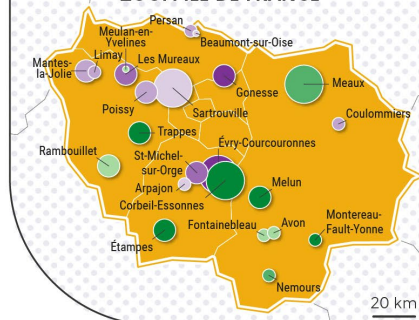 Persan
Meulan-en-
Yvelines
Beaumont-sur-Oise
Limay
Les Mureaux
Mantes-
la-Jolie
Gonesse
Meaux
Poissy
Sartrouville
Coulommiers
Trappes
Évry-Courcouronnes
Rambouillet
St-Michel-
sur-Orge
Arpajon
Melun
Corbeil-Essonnes
Fontainebleau
Avon
Montereau-
Fault-Yonne
Étampes
Nemours
20 km